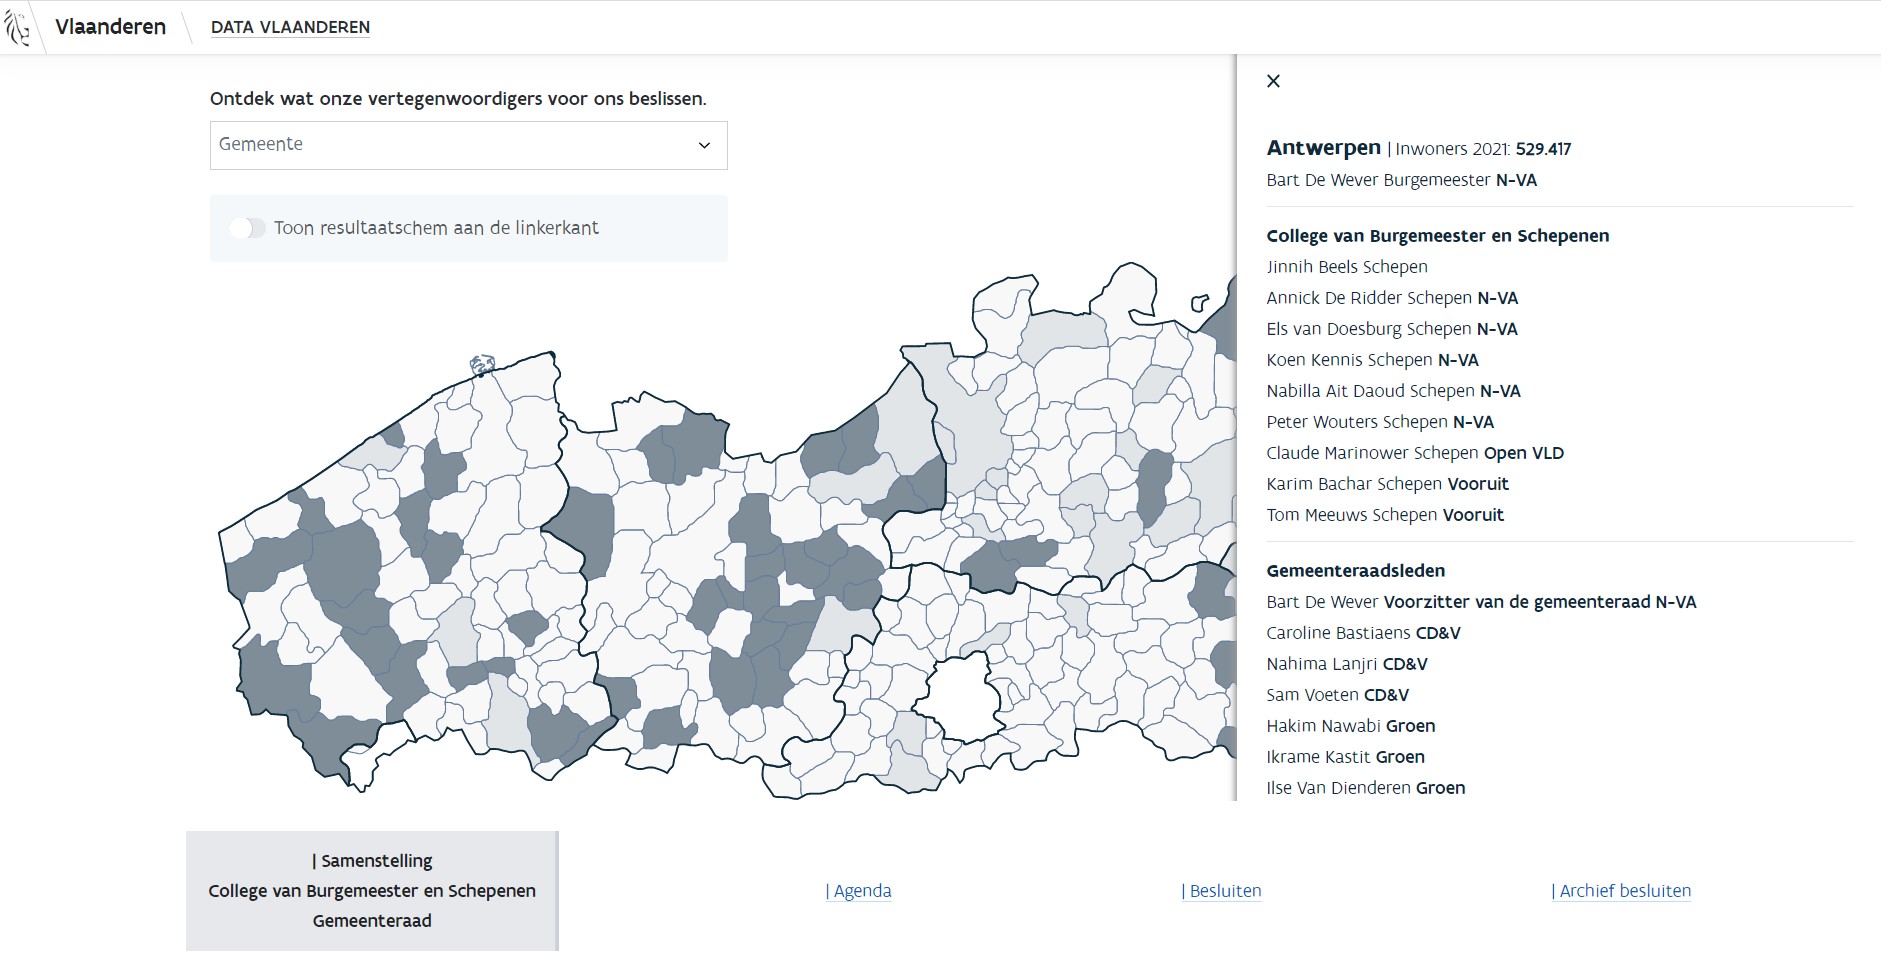 Vlaanderen
DATA VLAANDEREN
Ontdek wat onze vertegenwoordigers voor ons beslissen.
Gemeente
Toon resultaatschem aan de linkerkant
Antwerpen | Inwoners 2021: 529.417
Bart De Wever Burgemeester N-VA
College van Burgemeester en Schepenen
Jinnih Beels Schepen
Annick De Ridder Schepen N-VA
Els van Doesburg Schepen N-VA
Koen Kennis Schepen N-VA
Nabilla Ait Daoud Schepen N-VA
Peter Wouters Schepen N-VA
Claude Marinower Schepen Open VLD
Karim Bachar Schepen Vooruit
Tom Meeuws Schepen Vooruit
Gemeenteraadsleden
Bart De Wever Voorzitter van de gemeenteraad N-VA
Caroline Bastiaens CD&V
Nahima Lanjri CD&V
Sam Voeten CD&V
Hakim Nawabi Groen
Ikrame Kastit Groen
Ilse Van Dienderen Groen
| Samenstelling
College van Burgemeester en Schepenen
Gemeenteraad
| Agenda
| Besluiten
| Archief besluiten